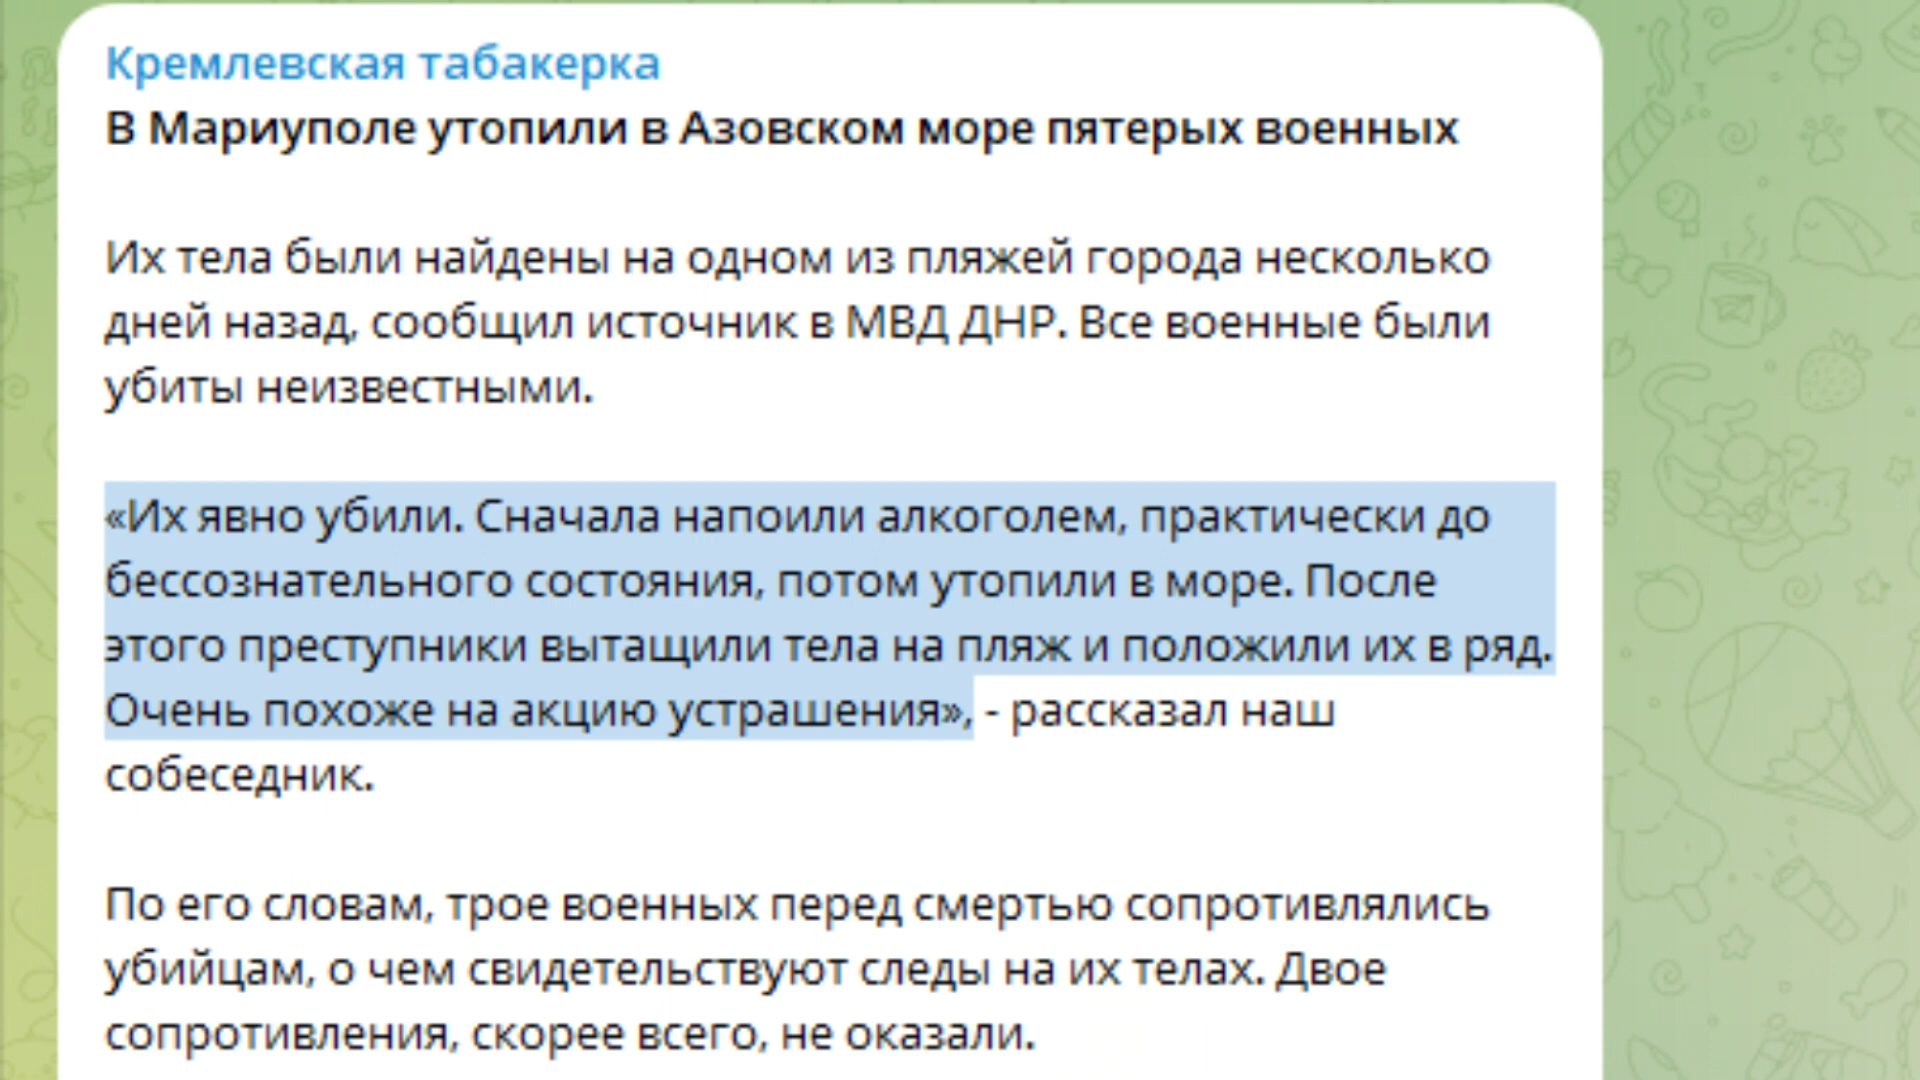 Кремлевская табакерка
В Мариуполе утопили в Азовском море пятерых военных
Их тела были найдены на одном из пляжей города несколько
дней назад, сообщил источник в МВД ДНР. Все военные были
убиты неизвестными.
«Их явно убили. Сначала напоили алкоголем, практически до
бессознательного состояния, потом утопили в море. После
этого преступники вытащили тела на пляж и положили их в ряд.
Очень похоже на акцию устрашения», - рассказал наш
собеседник.
По его словам, трое военных перед смертью сопротивлялись
убийцам, о чем свидетельствуют следы на их телах. Двое
сопротивления, скорее всего, не оказали.